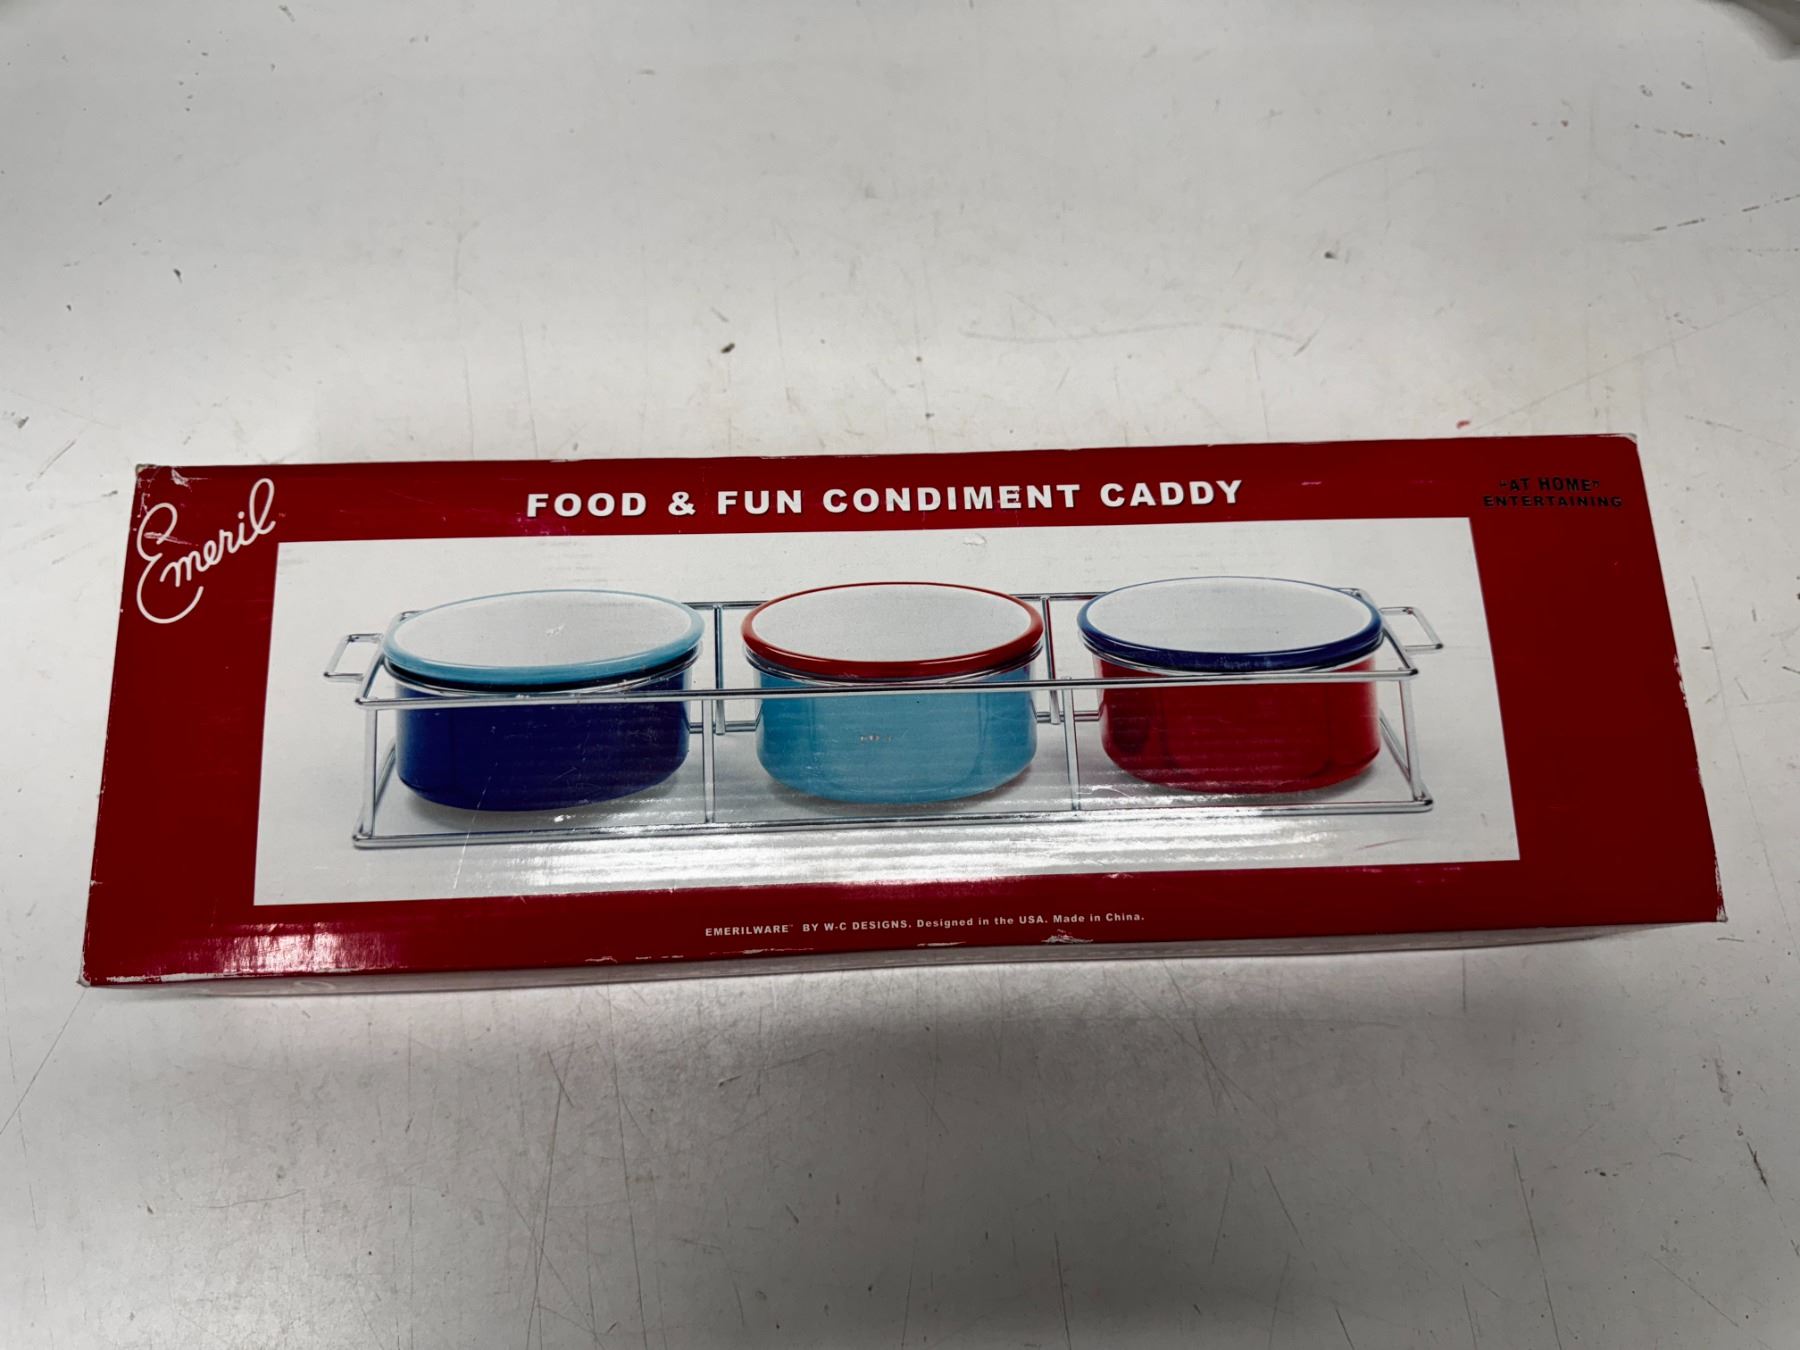 Emeril
FOOD & FUN CONDIMENT CADDY
"AT HOME"
ENTERTAINING
EMERILWARE™ BY W-C DESIGNS. Designed in the USA. Made in China.